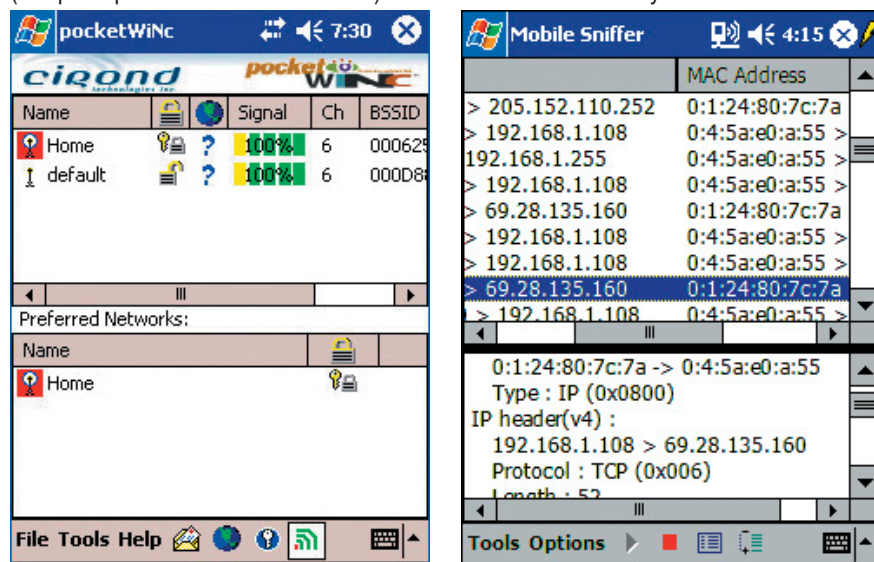 pocketWiNc 7:30
cirond
technologies inc
pocket WiNc
Name Signal Ch BSSID
Home ? 100% 6 000625
default ? 100% 6 000D8
Preferred Networks:
Name
Home
File Tools Help
Mobile Sniffer 4:15
MAC Address
> 205.152.110.252 0:1:24:80:7c:7a
> 192.168.1.108 0:4:5a:e0:a:55 >
192.168.1.255 0:4:5a:e0:a:55 >
> 192.168.1.108 0:4:5a:e0:a:55 >
> 69.28.135.160 0:1:24:80:7c:7a
> 192.168.1.108 0:4:5a:e0:a:55 >
> 192.168.1.108 0:4:5a:e0:a:55 >
> 69.28.135.160 0:1:24:80:7c:7a
> 192.168.1.108 0:4:5a:e0:a:55 >
0:1:24:80:7c:7a -> 0:4:5a:e0:a:55
Type : IP (0x0800)
IP header(v4) :
192.168.1.108 > 69.28.135.160
Protocol : TCP (0x006)
Length : 52
Tools Options